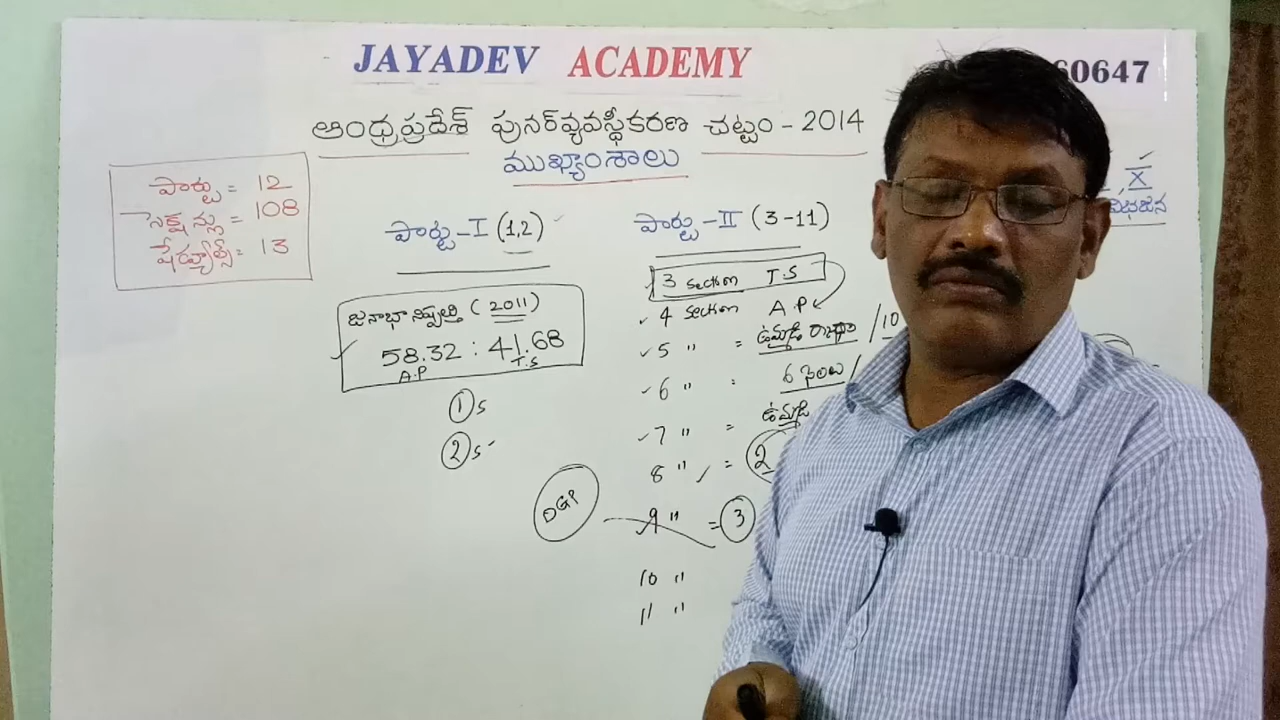 JAYADEV ACADEMY
60647
ఆంధ్రప్రదేశ్ పునర్వ్యవస్థీకరణ చట్టం - 2014
ముఖ్యాంశాలు
పార్టు = 12
సెక్షన్లు = 108
షేడ్యూల్స్ = 13
పార్టు - I (1,2)
జనాభా నిష్పత్తి (2011)
58.32 : 41.68
A.P T.S
1 s
2 s
పార్టు - II (3-11)
3 section T.S
4 section A.P
5 " = ఉమ్మడి రాజధాని /10
6 " = 6 నెంలు /
7 " = ఉమ్మడి
8 " = 2
DGP 9 " = 3
10 "
11 "
X
విభజన